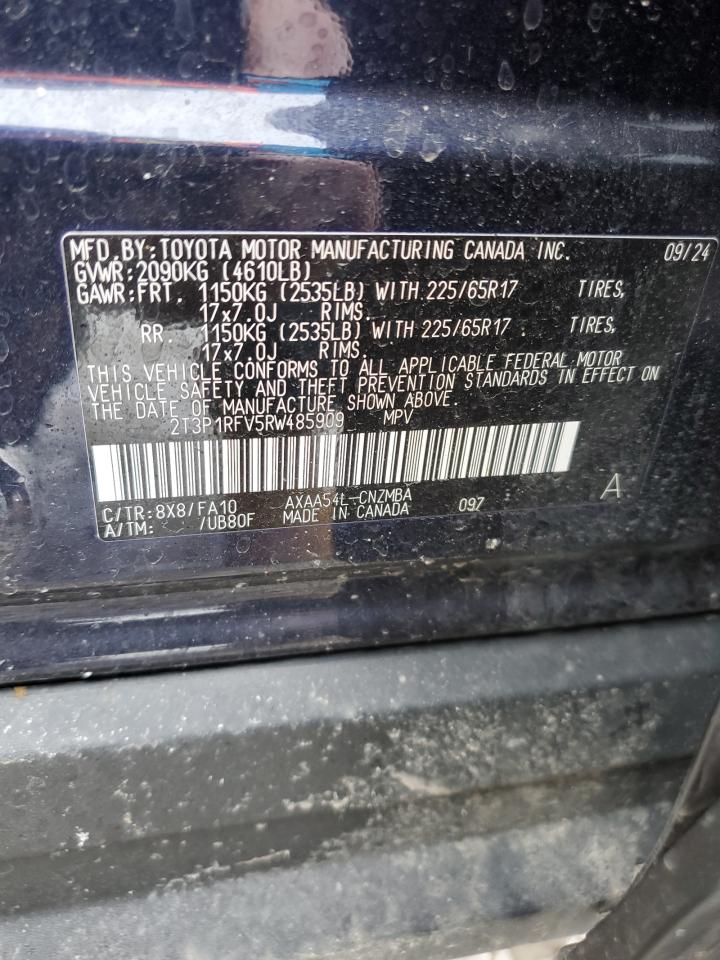 MFD.BY:TOYOTA MOTOR MANUFACTURING CANADA INC. 09/24
GVWR:2090KG (4610LB)
GAWR:FRT. 1150KG (2535LB) WITH 225/65R17 TIRES,
17x7.0J RIMS.
RR. 1150KG (2535LB) WITH 225/65R17 TIRES,
17x7.0J RIMS.
THIS VEHICLE CONFORMS TO ALL APPLICABLE FEDERAL MOTOR
VEHICLE SAFETY AND THEFT PREVENTION STANDARDS IN EFFECT ON
THE DATE OF MANUFACTURE SHOWN ABOVE.
2T3P1RFV5RW485909 MPV
C/TR:8X8/FA10 AXAA54L-CNZMBA 097 A
A/TM: /UB80F MADE IN CANADA